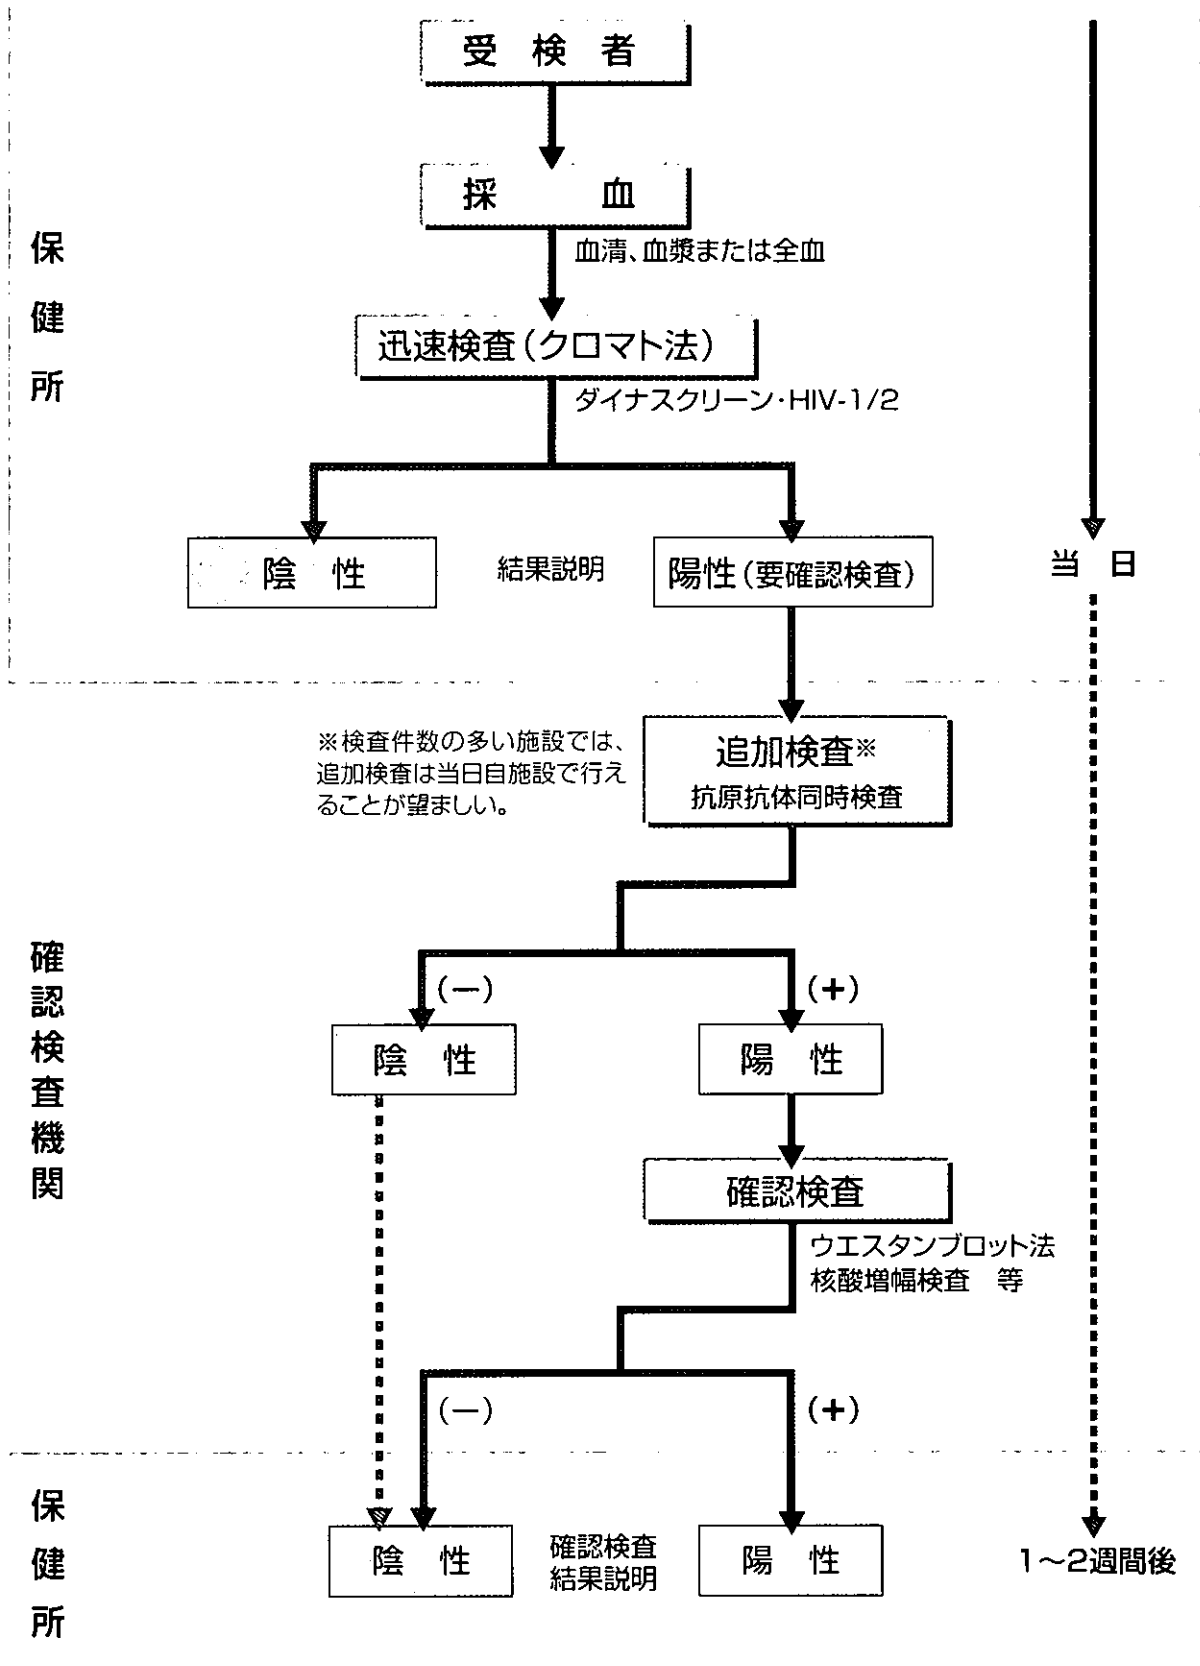 受 検 者
採 血
血清、血漿または全血
保健所
迅速検査(クロマト法)
ダイナスクリーン・HIV-1/2
陰 性
結果説明
陽性(要確認検査)
当 日
※検査件数の多い施設では、
追加検査は当日自施設で行え
ることが望ましい。
追加検査※
抗原抗体同時検査
確認検査機関
(−)
(+)
陰 性
陽 性
確認検査
ウエスタンブロット法
核酸増幅検査 等
(−)
(+)
保健所
陰 性
確認検査
結果説明
陽 性
1〜2週間後